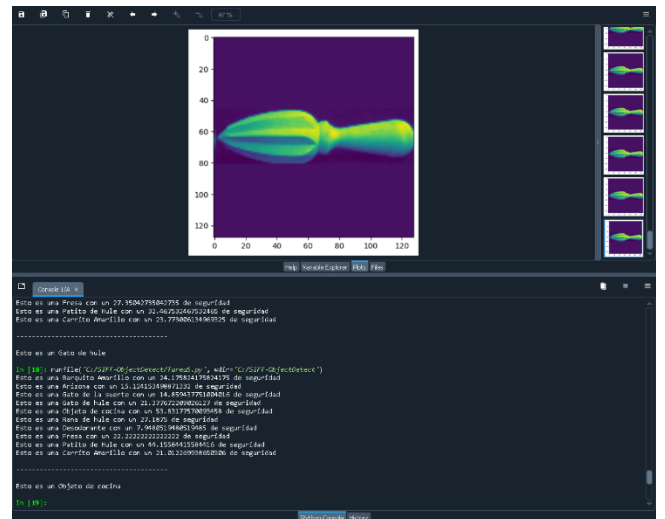 97 %
0
20
40
60
80
100
120
0 20 40 60 80 100 120
Help Variable Explorer Plots Files
Console 1/A
Esto es una Fresa con un 27.35042735042735 de seguridad
Esto es una Patito de Hule con un 32.467532467532465 de seguridad
Esto es una Carrito Amarillo con un 23.773006134969325 de seguridad
--------------------------------------
Esto es un Gato de hule
In [18]: runfile('C:/SIFT-ObjectDetect/Tarea5.py', wdir='C:/SIFT-ObjectDetect')
Esto es una Barquito Amarillo con un 24.175824175824175 de seguridad
Esto es una Arizona con un 15.124153498871332 de seguridad
Esto es una Gato de la suerte con un 14.859437751004016 de seguridad
Esto es una Gato de hule con un 21.377672209026127 de seguridad
Esto es una Objeto de cocina con un 53.83177570093458 de seguridad
Esto es una Rana de hule con un 27.1875 de seguridad
Esto es una Desodorante con un 7.9480519480519485 de seguridad
Esto es una Fresa con un 22.22222222222222 de seguridad
Esto es una Patito de Hule con un 44.15584415584416 de seguridad
Esto es una Carrito Amarillo con un 21.012269938650306 de seguridad
--------------------------------------
Esto es un Objeto de cocina
In [19]:
IPython Console History